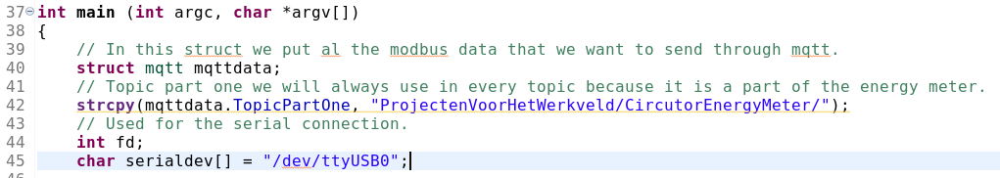 37 int main (int argc, char *argv[])
38 {
39     // In this struct we put al the modbus data that we want to send through mqtt.
40     struct mqtt mqttdata;
41     // Topic part one we will always use in every topic because it is a part of the energy meter.
42     strcpy(mqttdata.TopicPartOne, "ProjectenVoorHetWerkveld/CircutorEnergyMeter/");
43     // Used for the serial connection.
44     int fd;
45     char serialdev[] = "/dev/ttyUSB0";